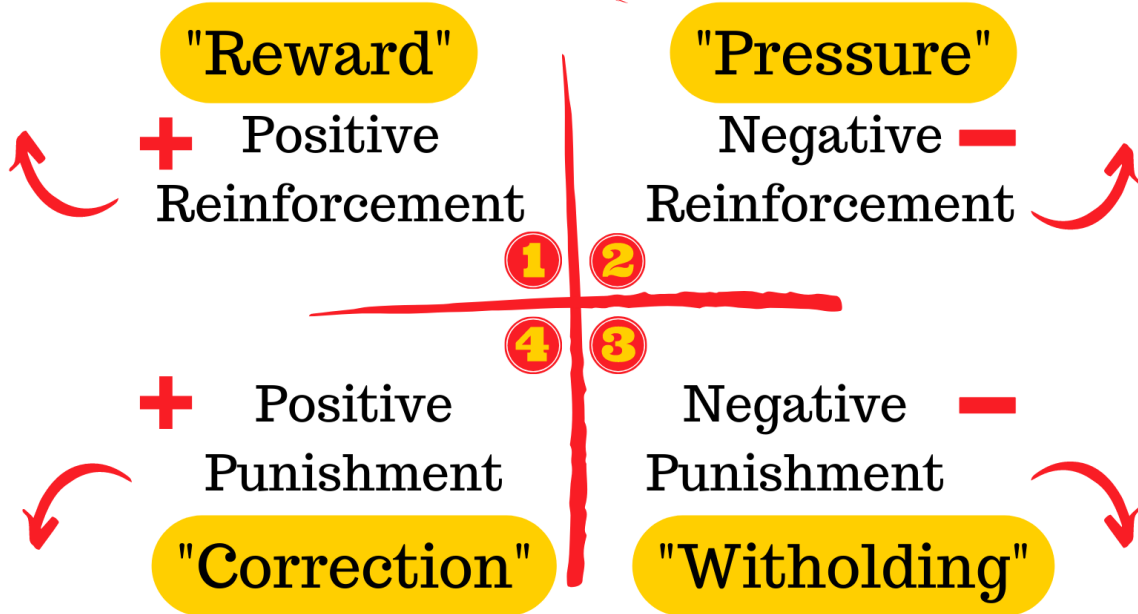 "Reward"
+ Positive
Reinforcement
"Pressure"
Negative −
Reinforcement
1
2
4
3
+ Positive
Punishment
"Correction"
Negative −
Punishment
"Witholding"